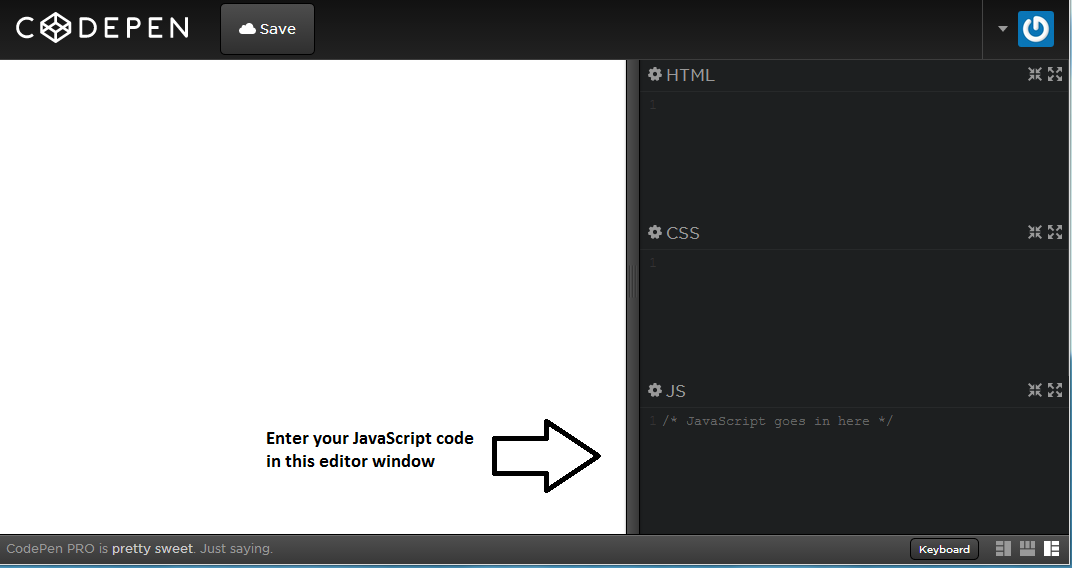 CODEPEN
Save
HTML
1
CSS
1
JS
1 /* JavaScript goes in here */
Enter your JavaScript code
in this editor window
CodePen PRO is pretty sweet. Just saying.
Keyboard